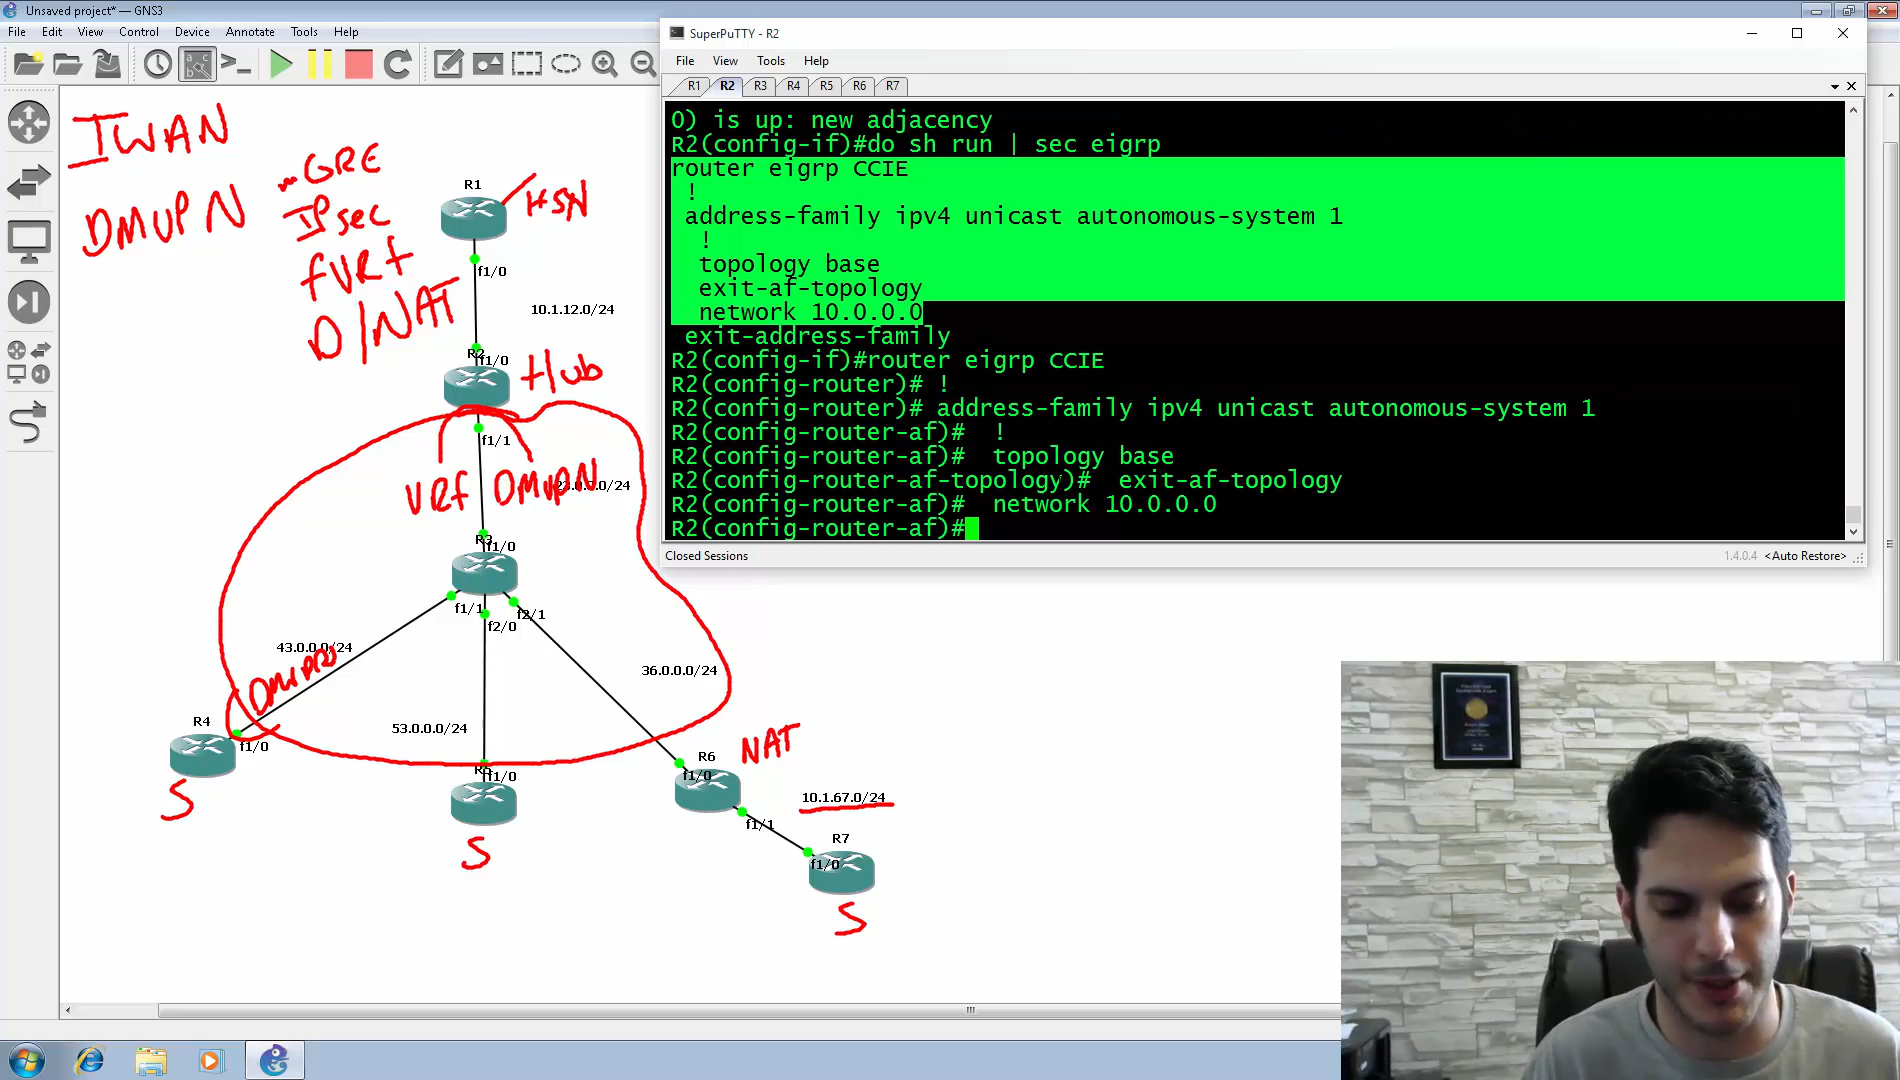 Unsaved project* — GNS3
File Edit View Control Device Annotate Tools Help
SuperPuTTY - R2
File View Tools Help
R1 R2 R3 R4 R5 R6 R7
O) is up: new adjacency
R2(config-if)#do sh run | sec eigrp
router eigrp CCIE
!
address-family ipv4 unicast autonomous-system 1
!
topology base
exit-af-topology
network 10.0.0.0
exit-address-family
R2(config-if)#router eigrp CCIE
R2(config-router)# !
R2(config-router)# address-family ipv4 unicast autonomous-system 1
R2(config-router-af)# !
R2(config-router-af)# topology base
R2(config-router-af-topology)# exit-af-topology
R2(config-router-af)# network 10.0.0.0
R2(config-router-af)#
Closed Sessions
1.4.0.4 <Auto Restore>
IWAN
DMVPN
mGRE
IPsec
fVRF
D/NAT
R1
HSN
f1/0
10.1.12.0/24
R2
f1/0
Hub
f1/1
VRF DMVPN
R3
f1/0
f1/1
f2/1
f2/0
43.0.0.0/24
36.0.0.0/24
53.0.0.0/24
R4
f1/0
S
f1/0
S
NAT
R6
f1/0
10.1.67.0/24
f1/1
R7
f1/0
S